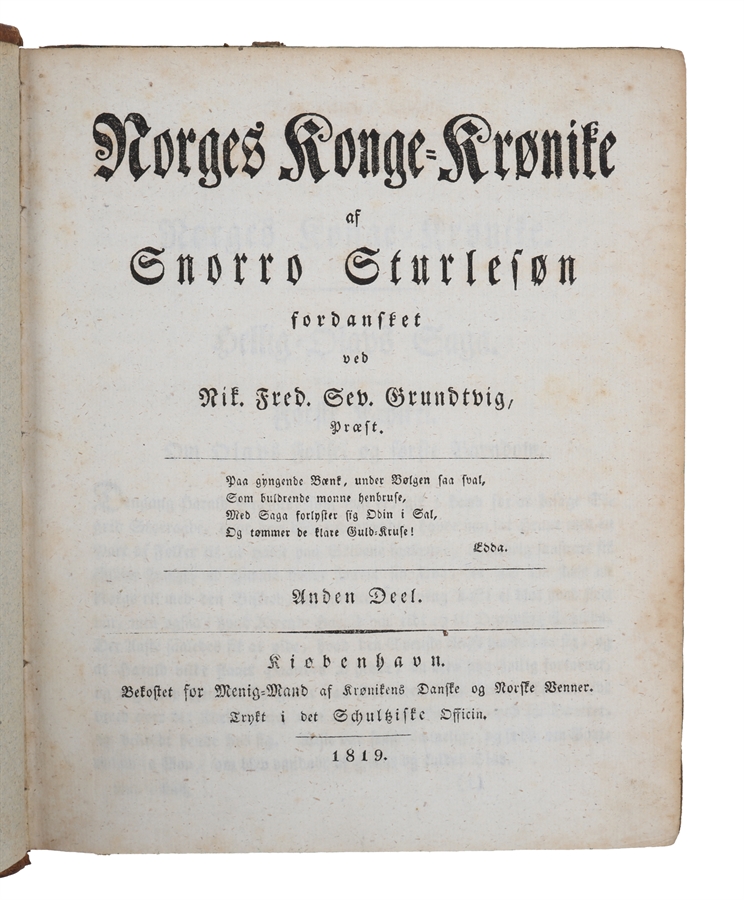 Norges Konge-Krønike
af
Snorro Sturlesøn
fordansket
ved
Nik. Fred. Sev. Grundtvig,
Præst.
Paa gyngende Bænk, under Bølgen saa sval,
Som buldrende monne henbruse,
Med Saga forlyster sig Odin i Sal,
Og tømmer de klare Guld-Kruse!
Edda.
Anden Deel.
Kiøbenhavn.
Bekostet for Menig-Mand af Krønikens Danske og Norske Venner.
Trykt i det Schultziske Officin.
1819.